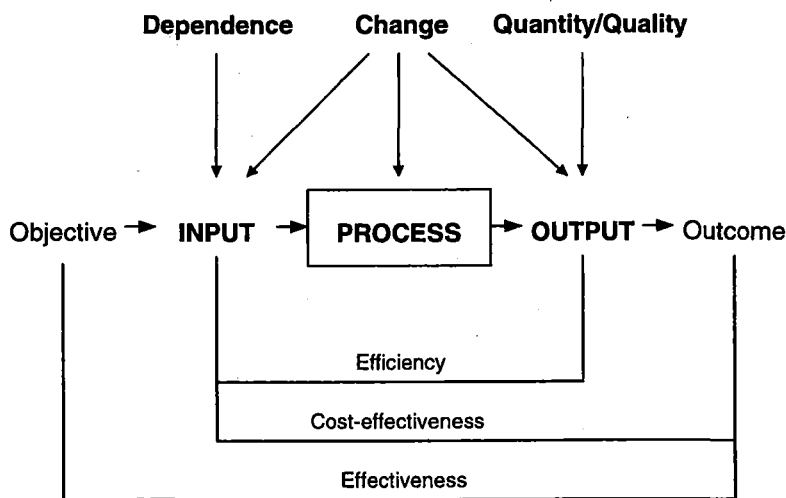 Dependence Change Quantity/Quality
Objective INPUT PROCESS OUTPUT Outcome
Efficiency
Cost-effectiveness
Effectiveness